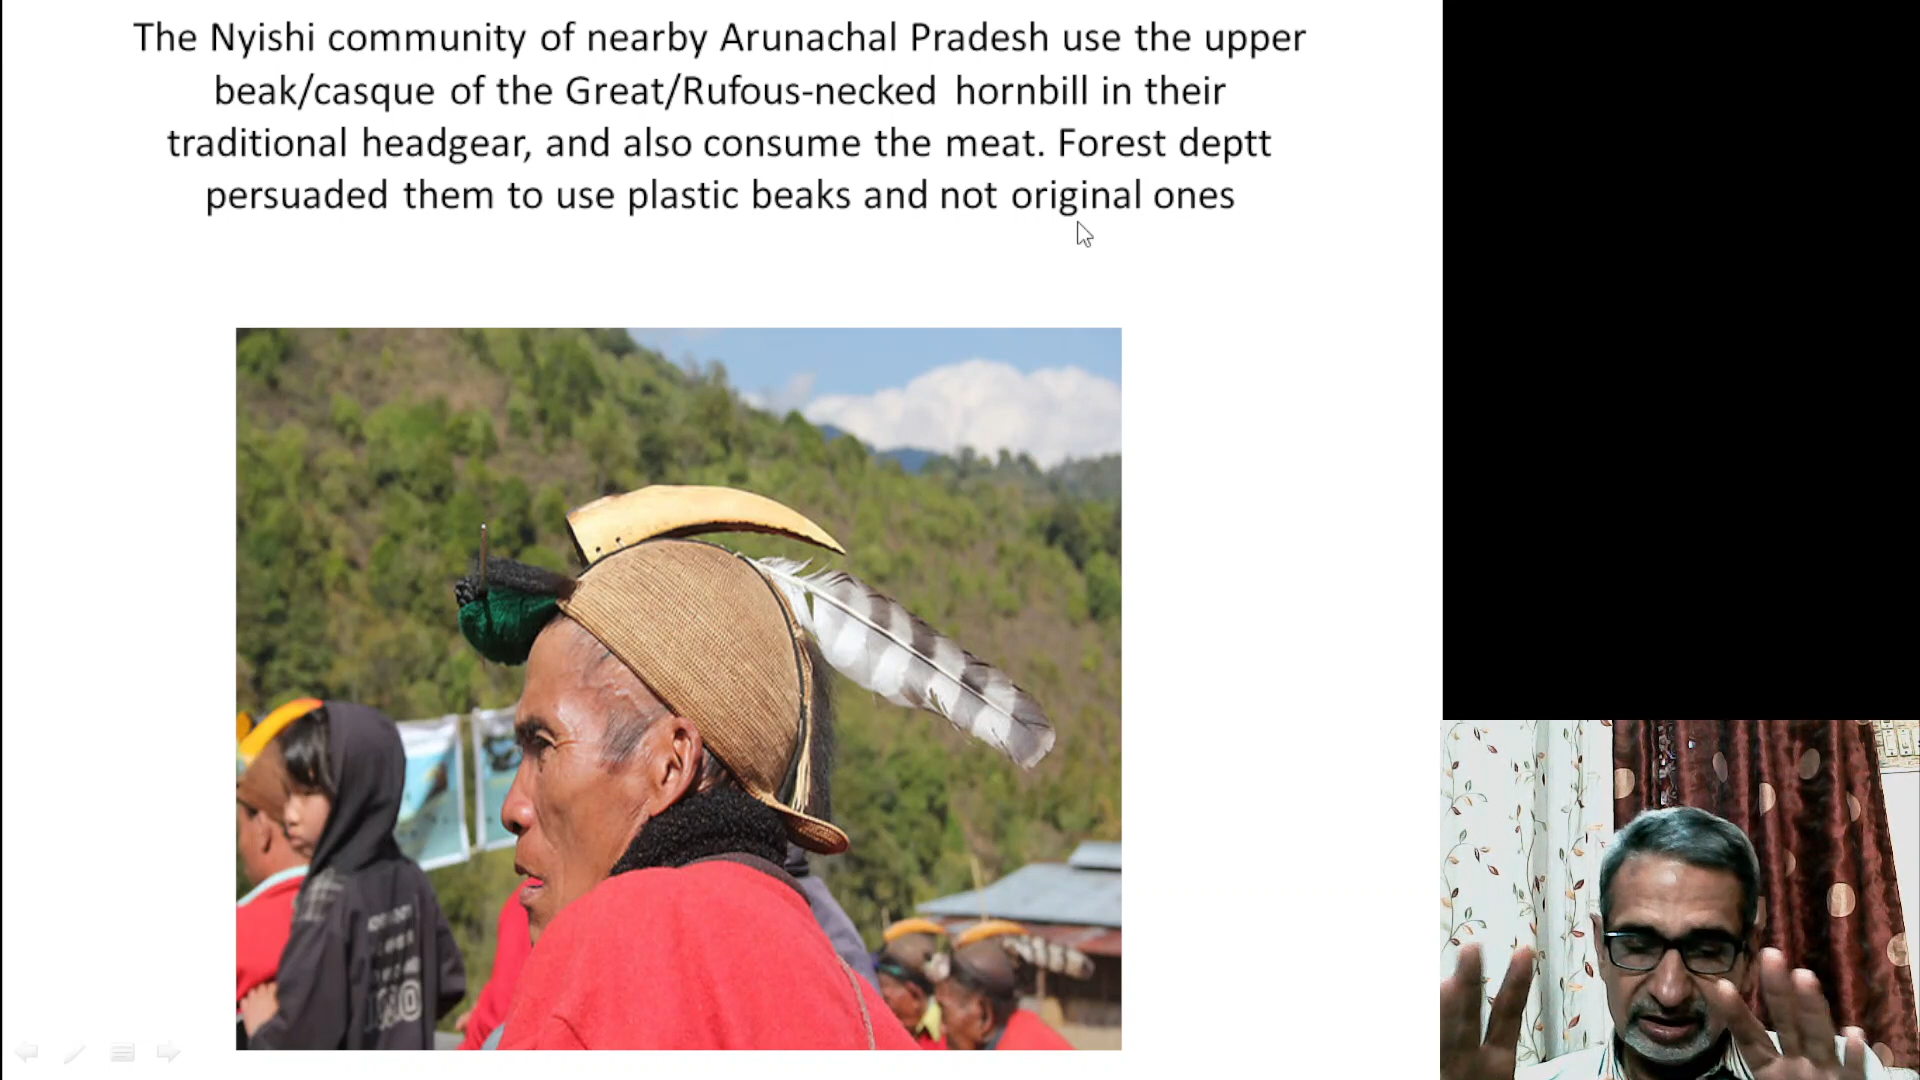 The Nyishi community of nearby Arunachal Pradesh use the upper
beak/casque of the Great/Rufous-necked hornbill in their
traditional headgear, and also consume the meat. Forest deptt
persuaded them to use plastic beaks and not original ones